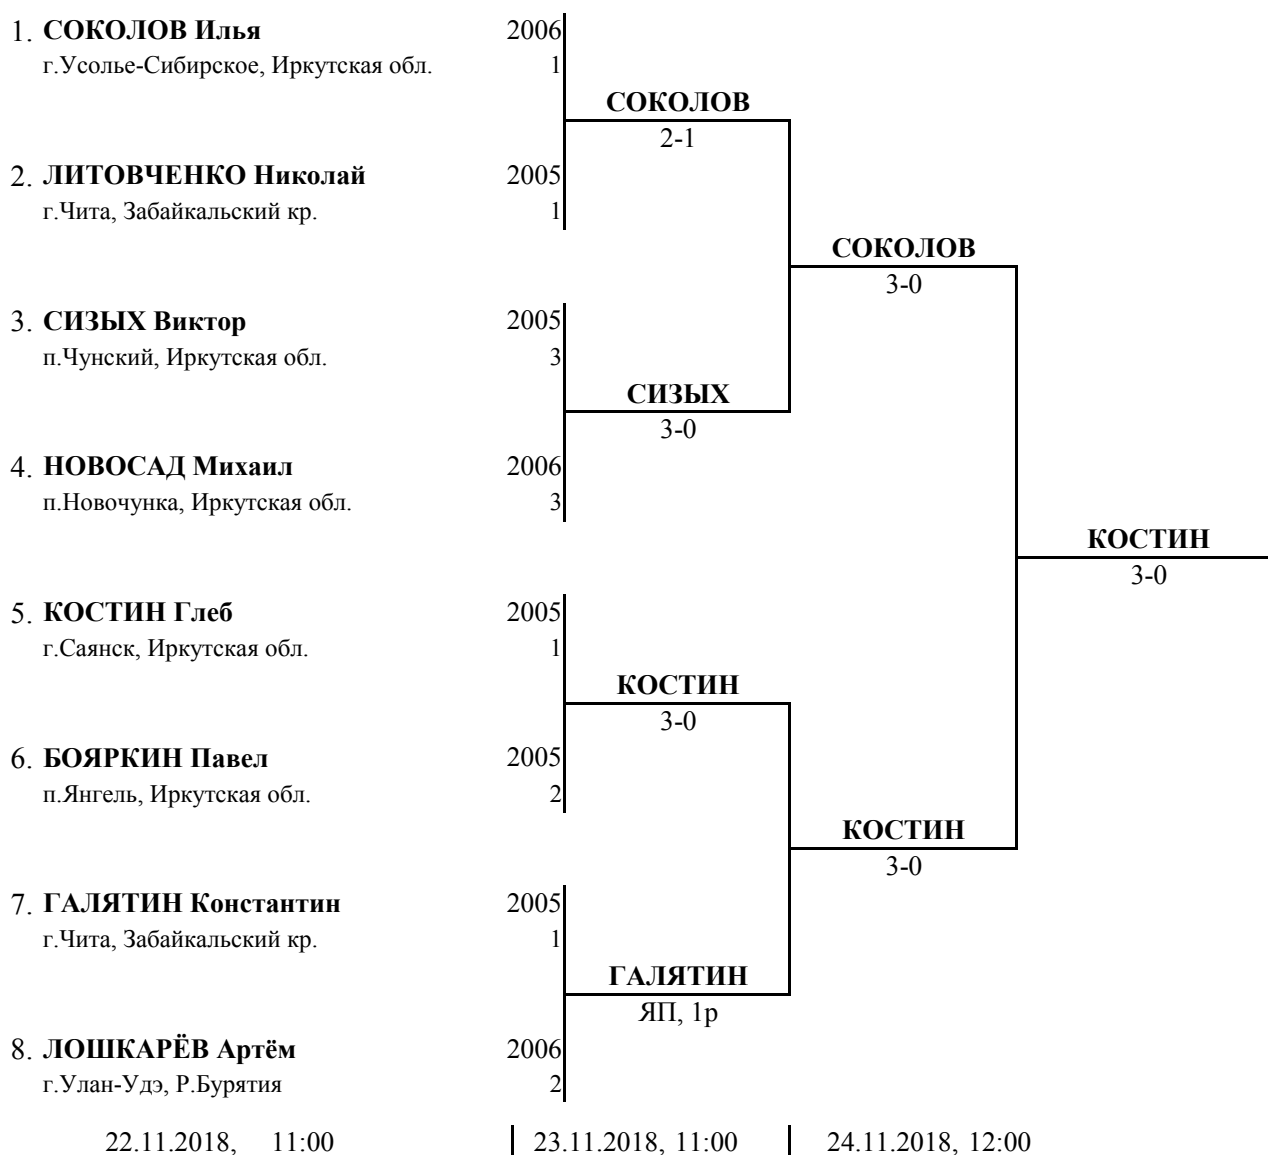 1. СОКОЛОВ Илья 2006
г.Усолье-Сибирское, Иркутская обл. 1
СОКОЛОВ
2-1
2. ЛИТОВЧЕНКО Николай 2005
г.Чита, Забайкальский кр. 1
СОКОЛОВ
3-0
3. СИЗЫХ Виктор 2005
п.Чунский, Иркутская обл. 3
СИЗЫХ
3-0
4. НОВОСАД Михаил 2006
п.Новочунка, Иркутская обл. 3
КОСТИН
3-0
5. КОСТИН Глеб 2005
г.Саянск, Иркутская обл. 1
КОСТИН
3-0
6. БОЯРКИН Павел 2005
п.Янгель, Иркутская обл. 2
КОСТИН
3-0
7. ГАЛЯТИН Константин 2005
г.Чита, Забайкальский кр. 1
ГАЛЯТИН
ЯП, 1р
8. ЛОШКАРЁВ Артём 2006
г.Улан-Удэ, Р.Бурятия 2
22.11.2018, 11:00 23.11.2018, 11:00 24.11.2018, 12:00